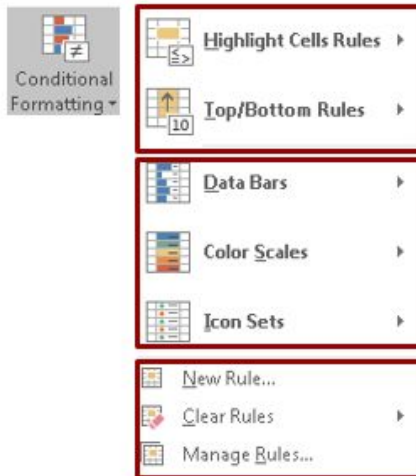 Conditional
Formatting
≠
Highlight Cells Rules
≤ >
Top/Bottom Rules
10
Data Bars
Color Scales
Icon Sets
New Rule...
Clear Rules
Manage Rules...